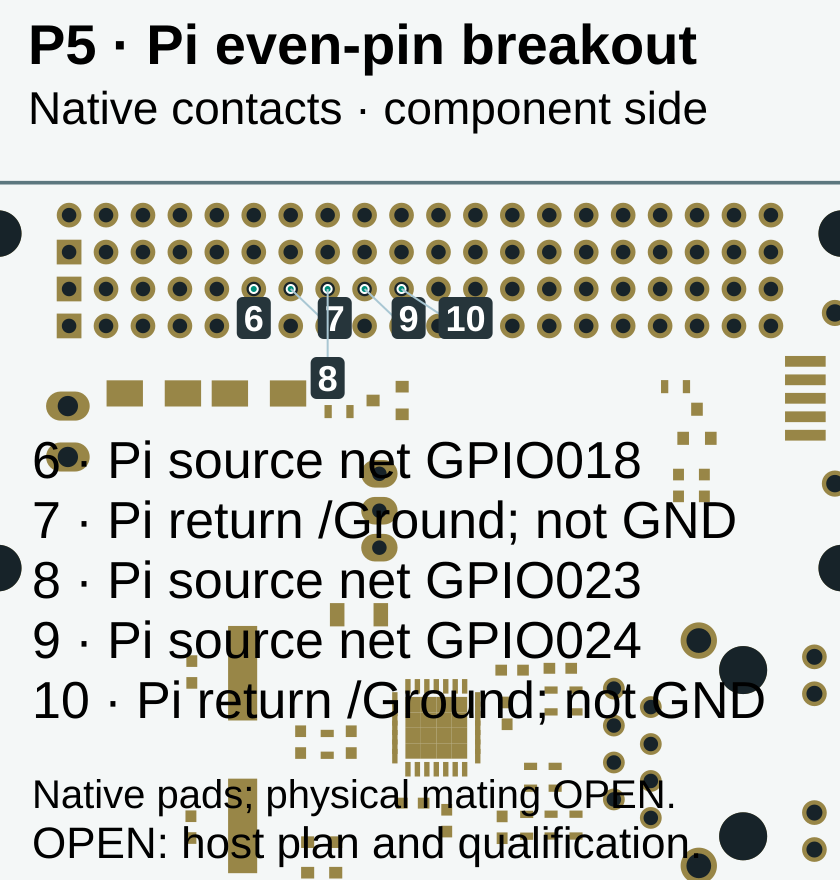 P5 · Pi even-pin breakout
Native contacts · component side
6 7 9 10
8
6 · Pi source net GPIO018
7 · Pi return /Ground; not GND
8 · Pi source net GPIO023
9 · Pi source net GPIO024
10 · Pi return /Ground; not GND
Native pads; physical mating OPEN.
OPEN: host plan and qualification.